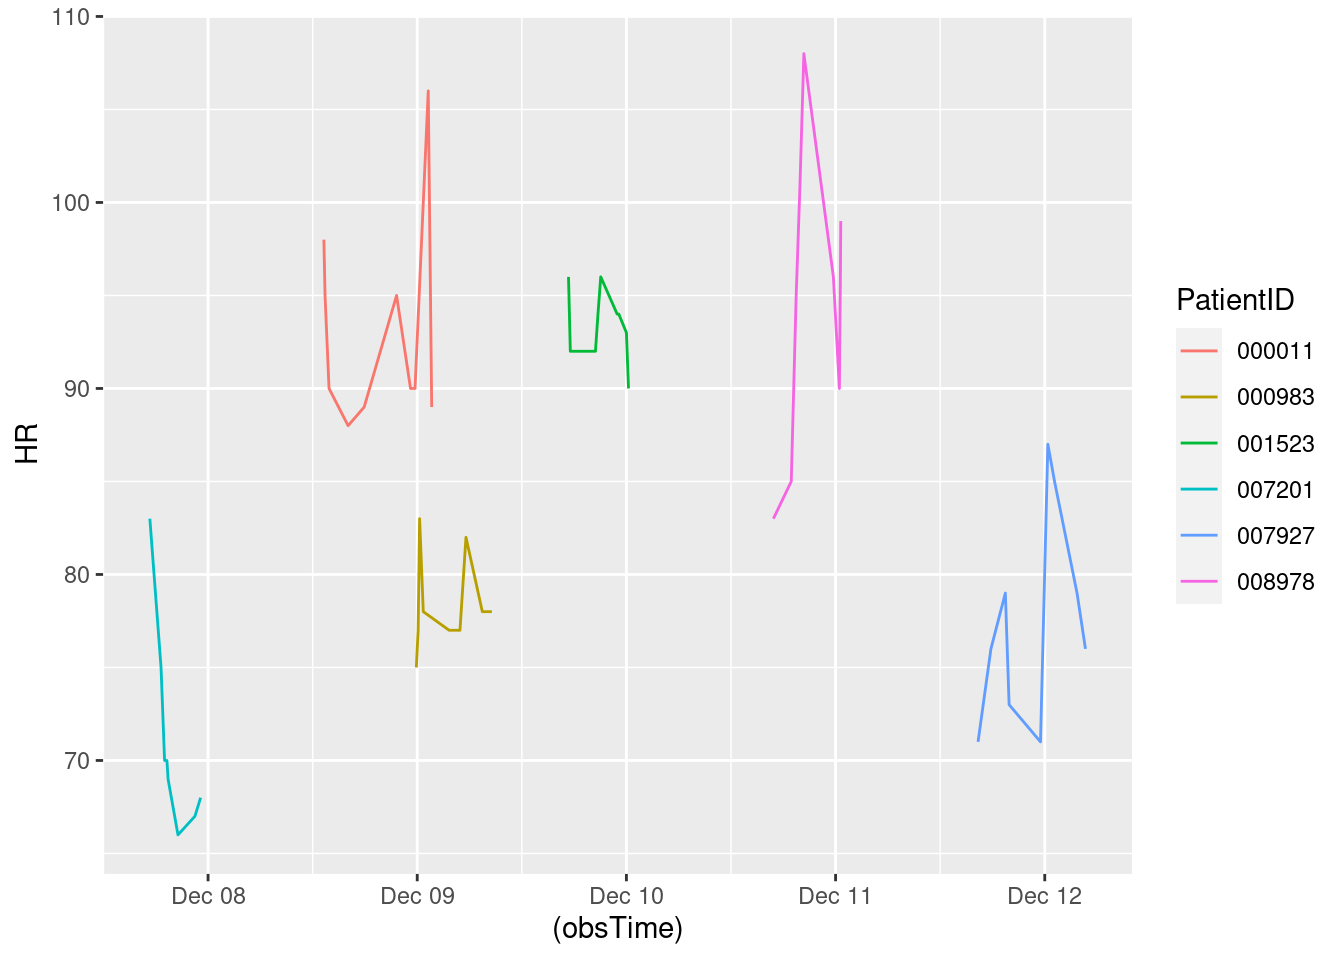 110
100
90
80
70
HR
Dec 08
Dec 09
Dec 10
Dec 11
Dec 12
(obsTime)
PatientID
000011
000983
001523
007201
007927
008978